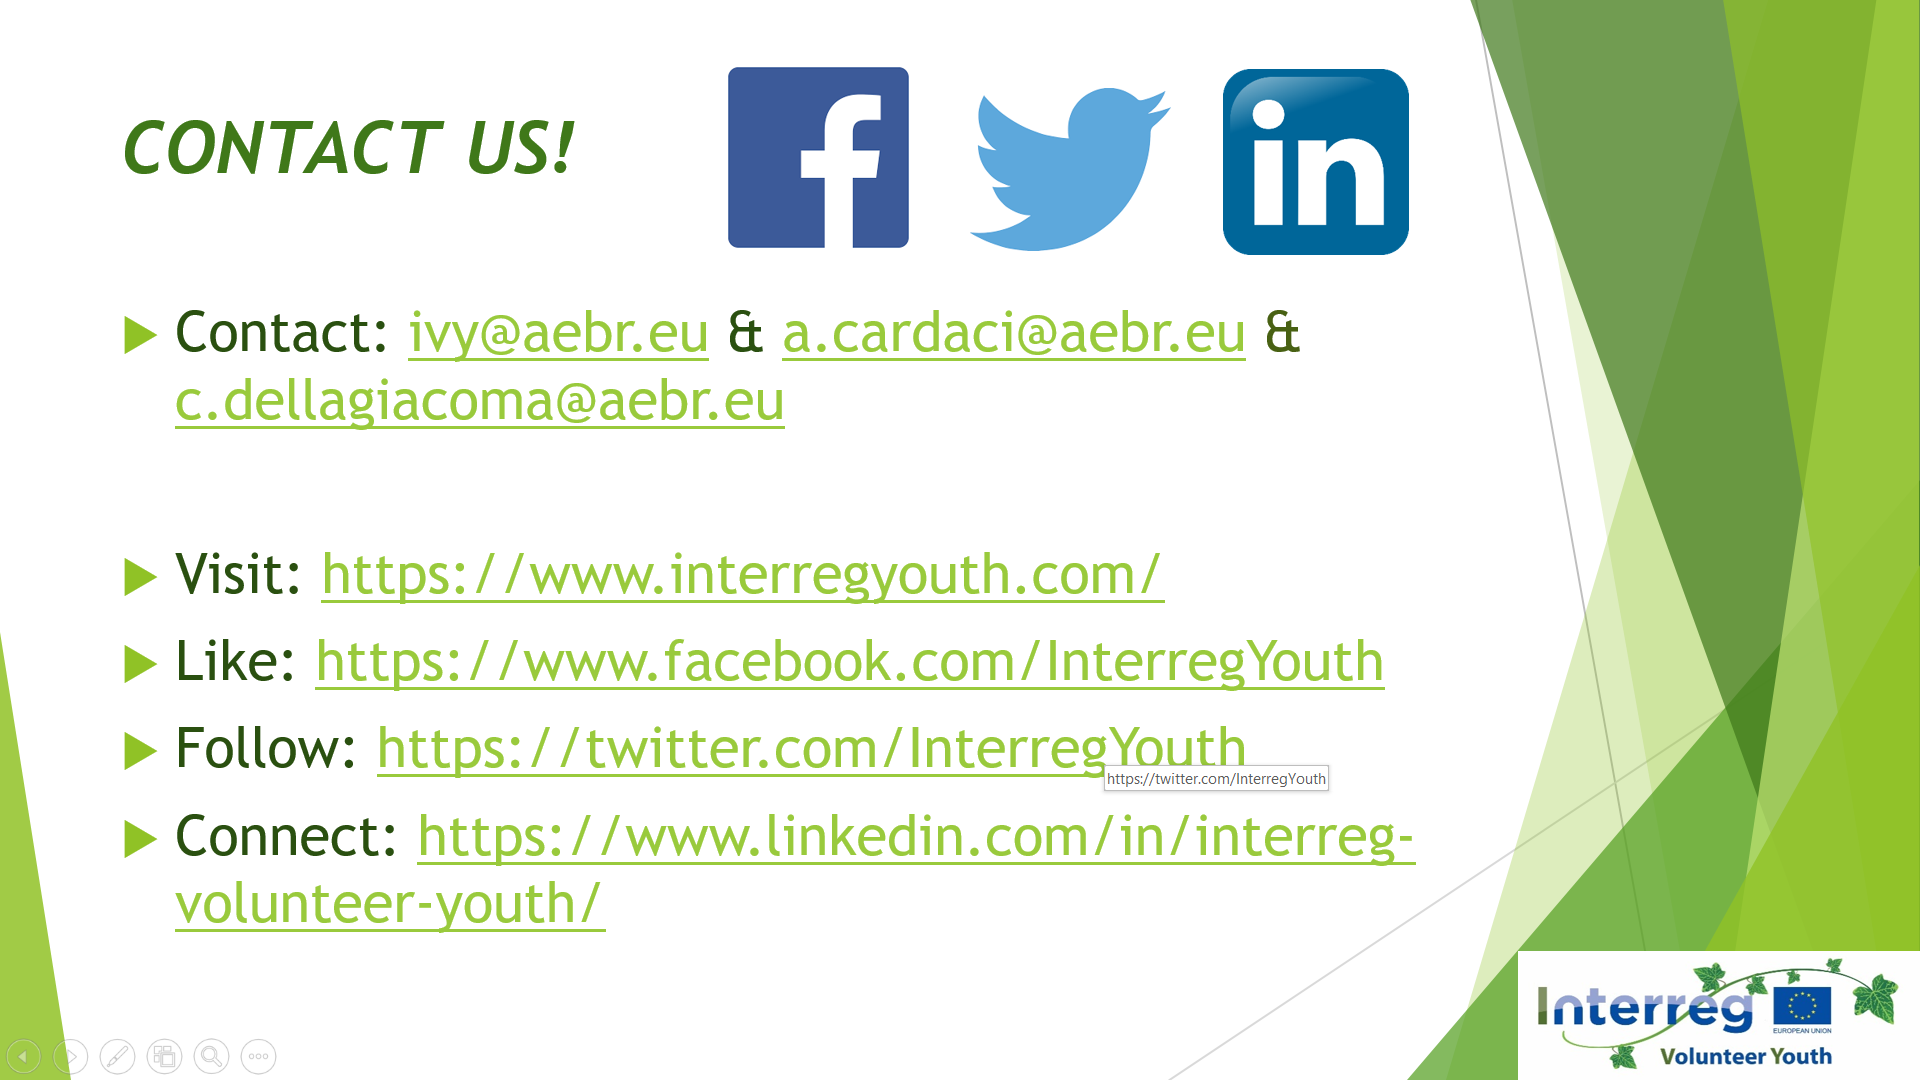 CONTACT US!
f
in
Contact: ivy@aebr.eu & a.cardaci@aebr.eu &
c.dellagiacoma@aebr.eu
Visit: https://www.interregyouth.com/
Like: https://www.facebook.com/InterregYouth
Follow: https://twitter.com/InterregYouth
https://twitter.com/InterregYouth
Connect: https://www.linkedin.com/in/interreg-
volunteer-youth/
Interreg
EUROPEAN UNION
Volunteer Youth